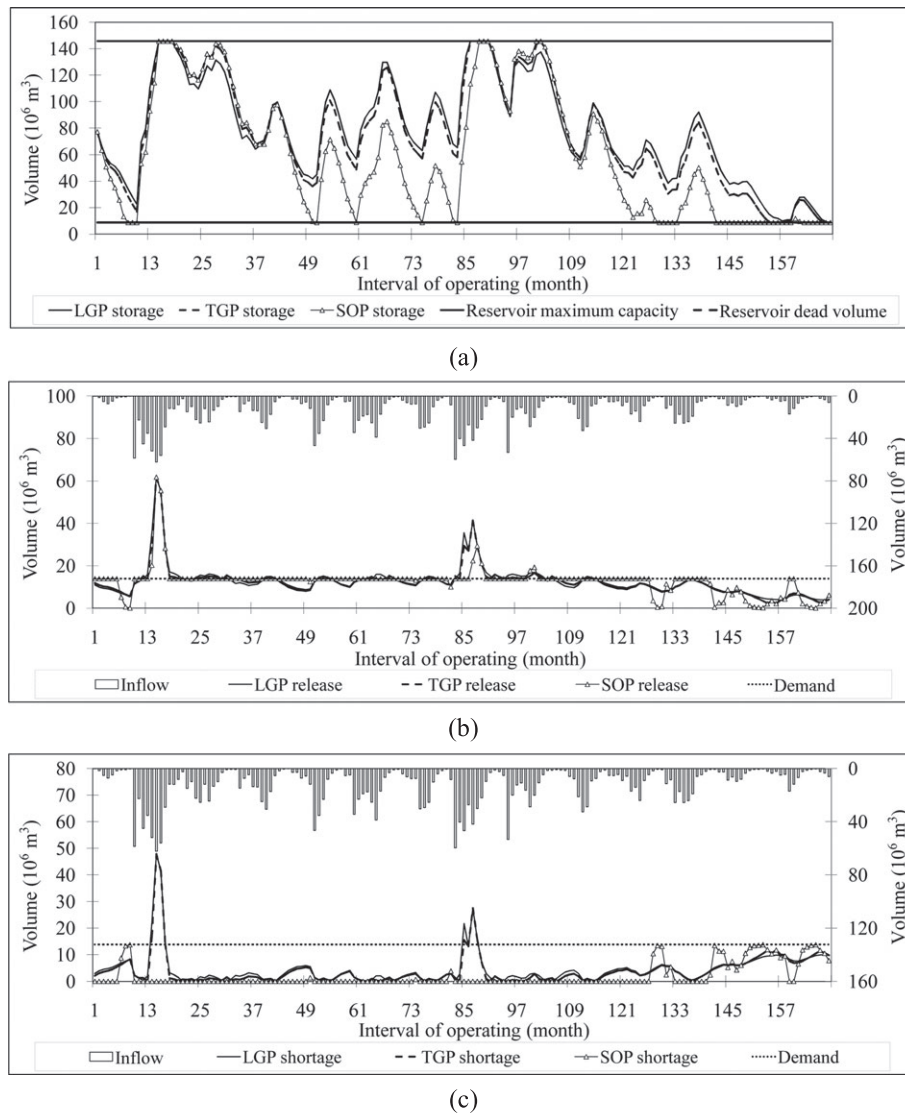 160
140
120
100
80
60
40
20
0
Volume (10⁶ m³)
1 13 25 37 49 61 73 85 97 109 121 133 145 157
Interval of operating (month)
LGP storage TGP storage SOP storage Reservoir maximum capacity Reservoir dead volume
(a)
100
80
60
40
20
0
Volume (10⁶ m³)
0
40
80
120
160
200
Volume (10⁶ m³)
1 13 25 37 49 61 73 85 97 109 121 133 145 157
Interval of operating (month)
Inflow LGP release TGP release SOP release Demand
(b)
80
70
60
50
40
30
20
10
0
Volume (10⁶ m³)
0
40
80
120
160
Volume (10⁶ m³)
1 13 25 37 49 61 73 85 97 109 121 133 145 157
Interval of operating (month)
Inflow LGP shortage TGP shortage SOP shortage Demand
(c)